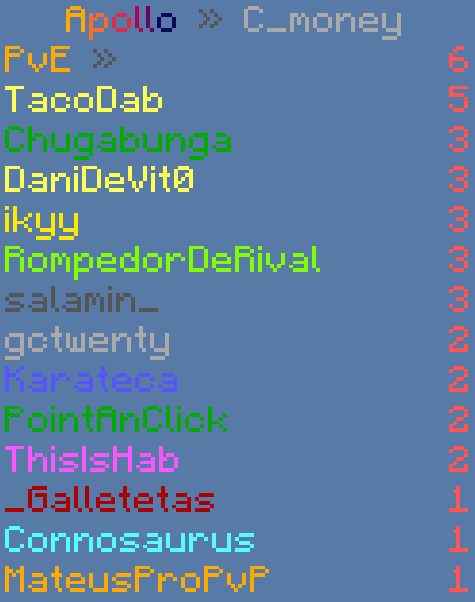 Apollo » C_money
PvE » 6
TacoDab 5
Chugabunga 3
DaniDeVit0 3
ikyy 3
RompedorDeRival 3
salamin_ 3
gctwenty 2
Karateca 2
PointAnClick 2
ThisIsHab 2
_Galletetas 1
Connosaurus 1
MateusProPvP 1